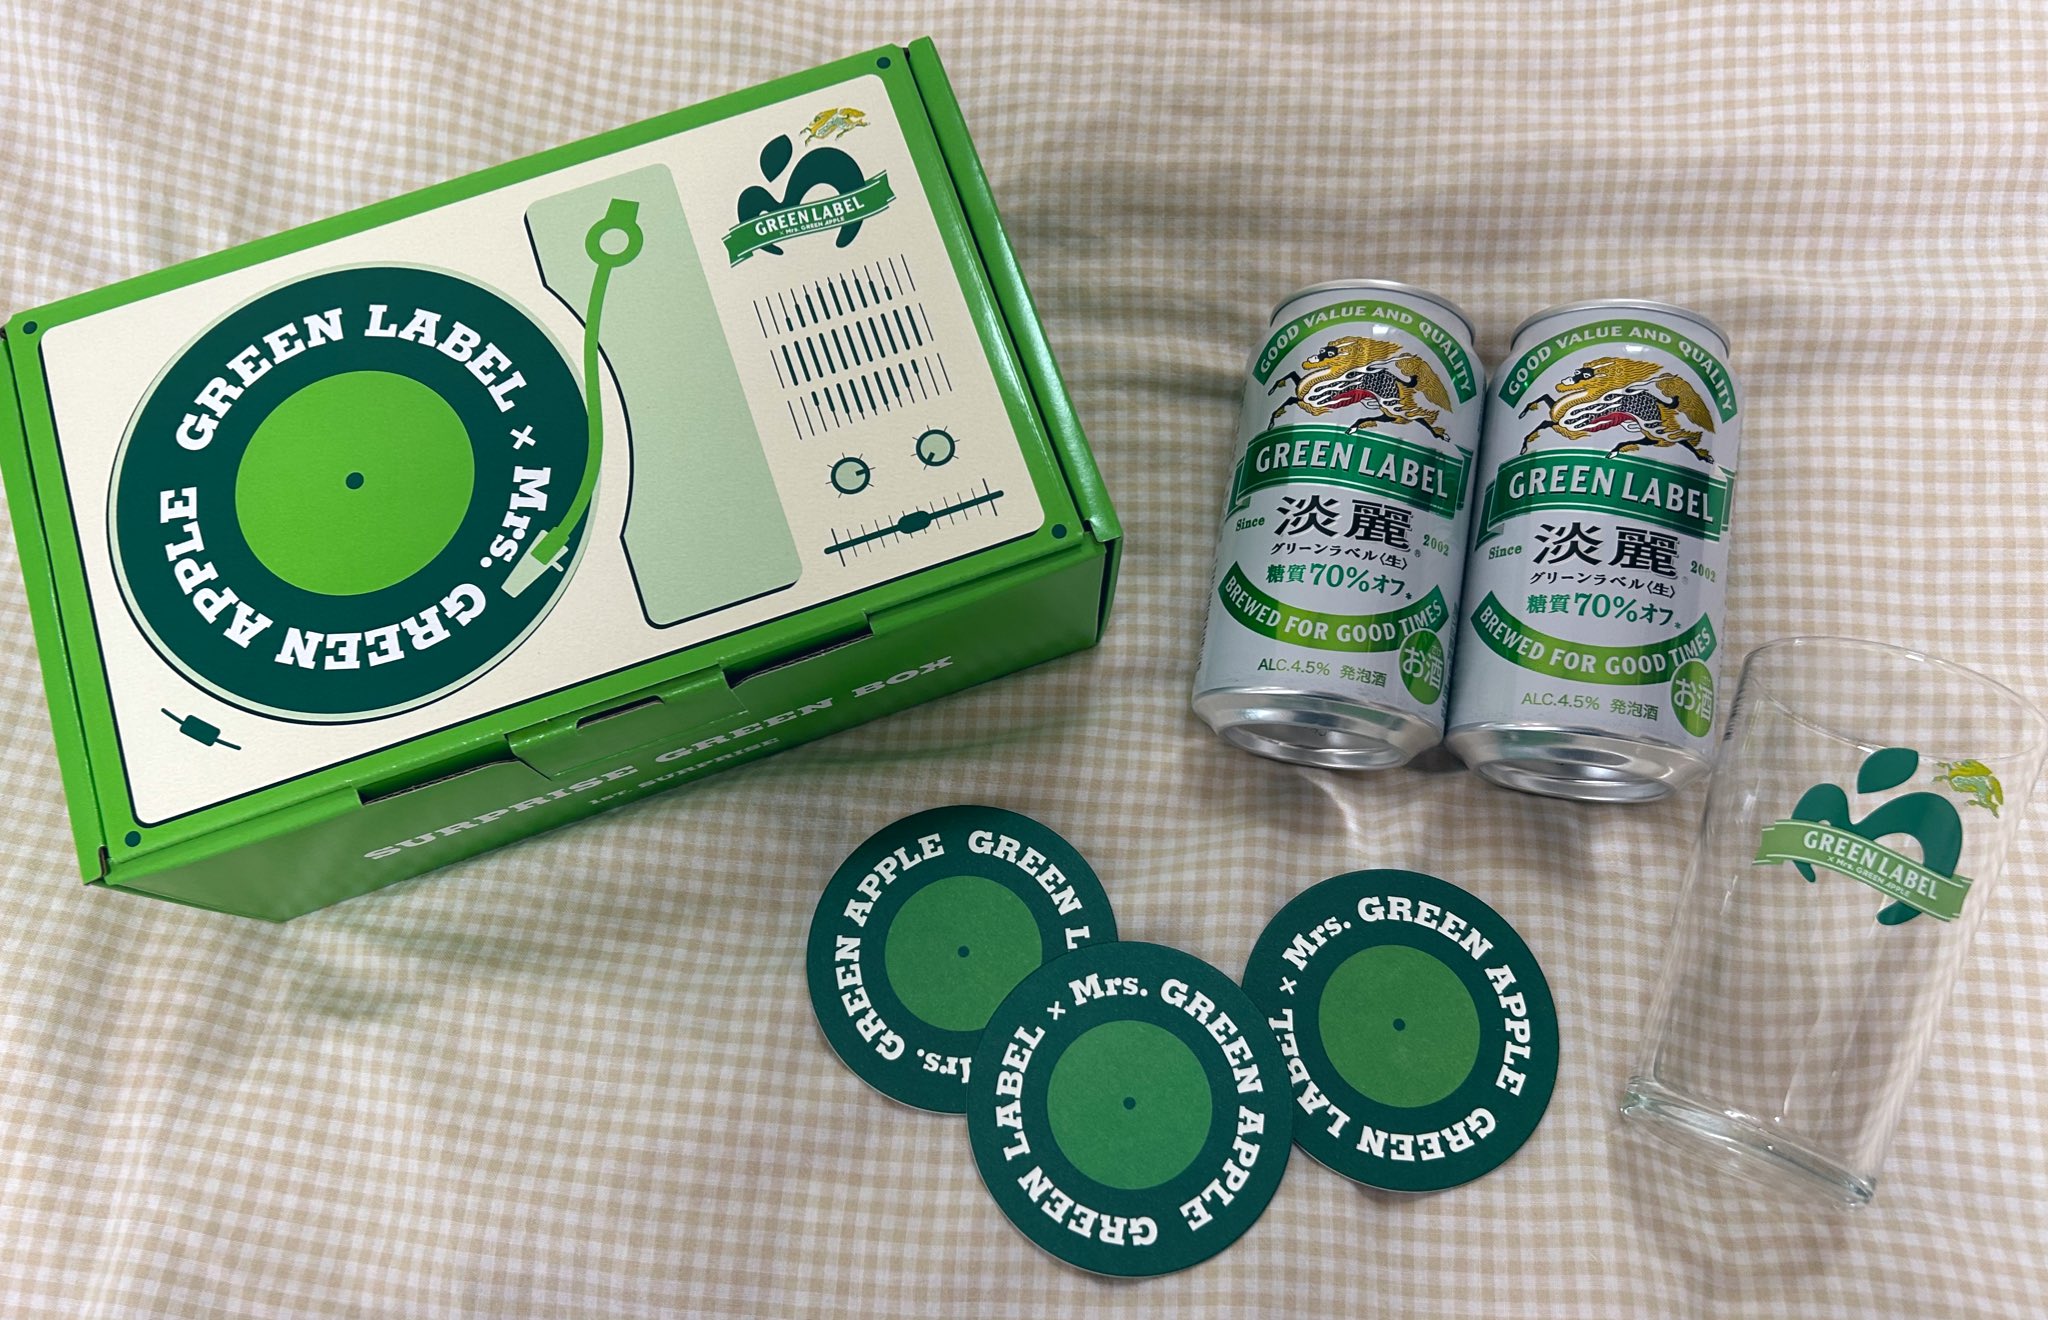 GREEN LABEL × Mrs. GREEN APPLE
GREEN LABEL
× Mrs. GREEN APPLE
SURPRISE GREEN BOX
1ST. SURPRISE
GOOD VALUE AND QUALITY
GREEN LABEL
Since 淡麗 2002
グリーンラベル〈生〉®
糖質70%オフ*
BREWED FOR GOOD TIMES
ALC.4.5% 発泡酒
お酒
GOOD VALUE AND QUALITY
GREEN LABEL
Since 淡麗 2002
グリーンラベル〈生〉®
糖質70%オフ*
BREWED FOR GOOD TIMES
ALC.4.5% 発泡酒
お酒
GREEN LABEL
× Mrs. GREEN APPLE
GREEN L
Mrs. GREEN APPLE
GREEN LABEL × Mrs. GREEN APPLE
GREEN LABEL × Mrs. GREEN APPLE